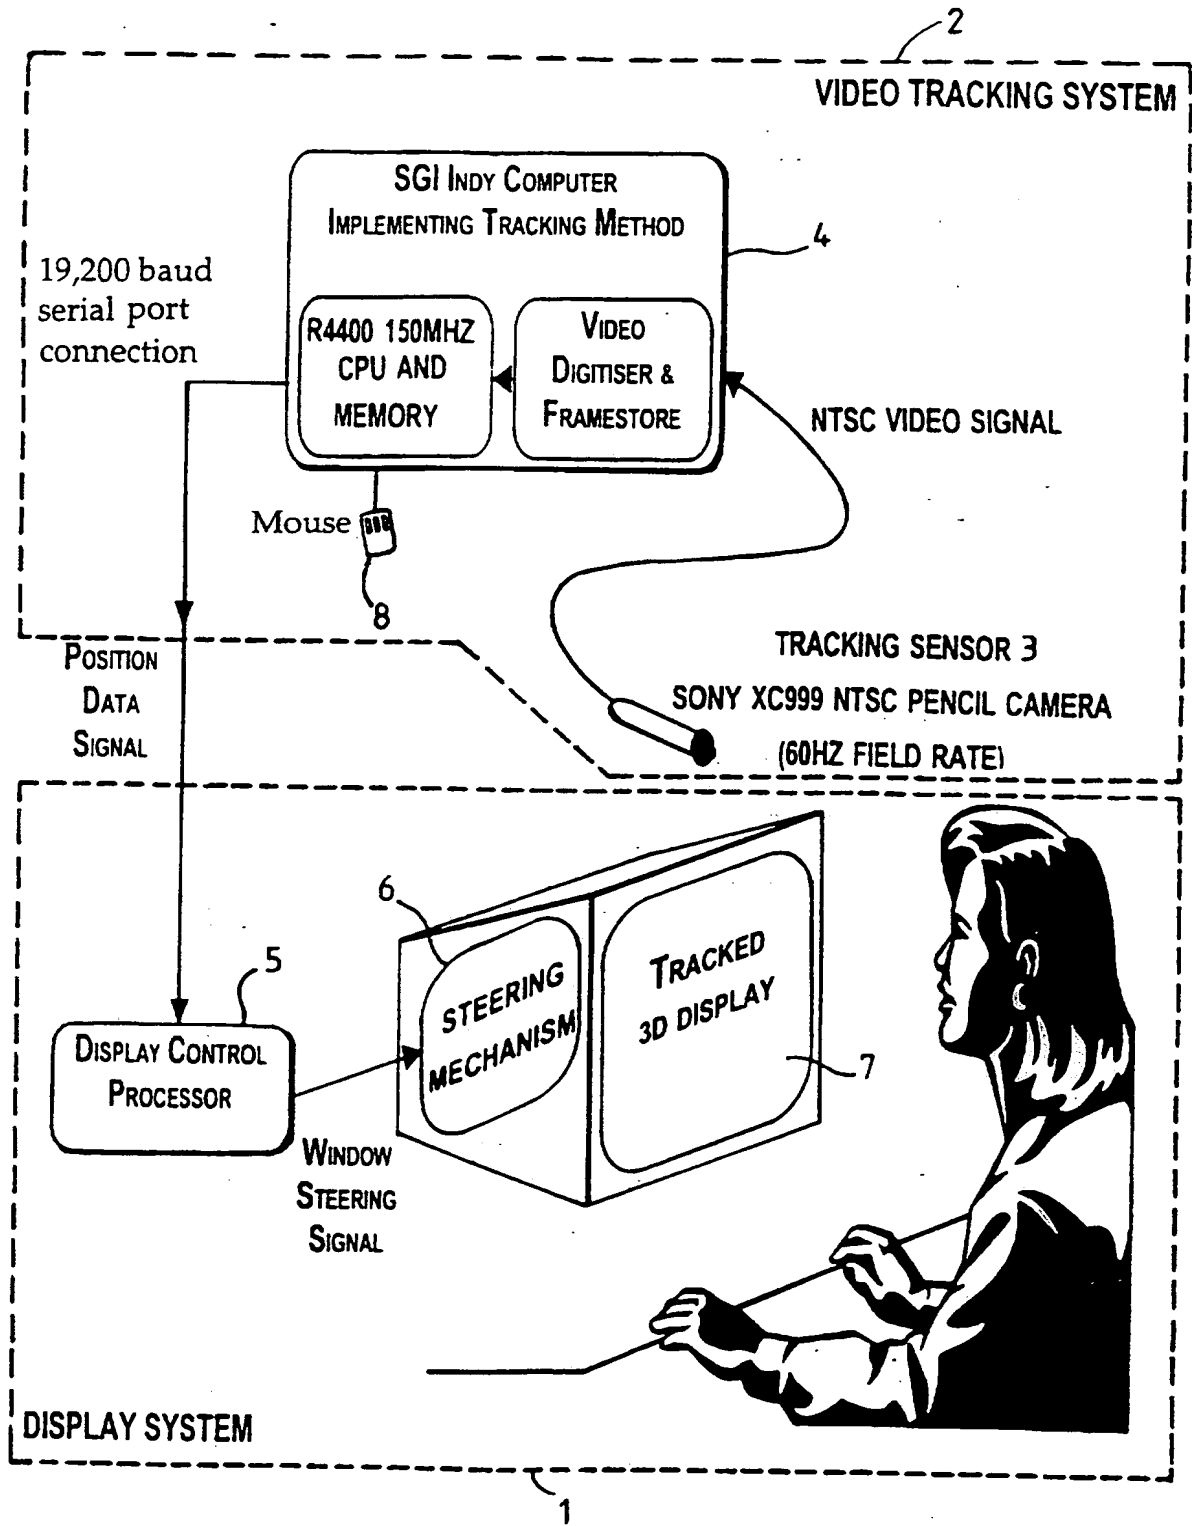 2
VIDEO TRACKING SYSTEM
SGI INDY COMPUTER
IMPLEMENTING TRACKING METHOD
4
19,200 baud
serial port
connection
R4400 150MHZ
CPU AND
MEMORY
VIDEO
DIGITISER &
FRAMESTORE
NTSC VIDEO SIGNAL
Mouse
8
TRACKING SENSOR 3
SONY XC999 NTSC PENCIL CAMERA
(60HZ FIELD RATE)
POSITION
DATA
SIGNAL
6
5
STEERING
MECHANISM
TRACKED
3D DISPLAY
7
DISPLAY CONTROL
PROCESSOR
WINDOW
STEERING
SIGNAL
DISPLAY SYSTEM
1